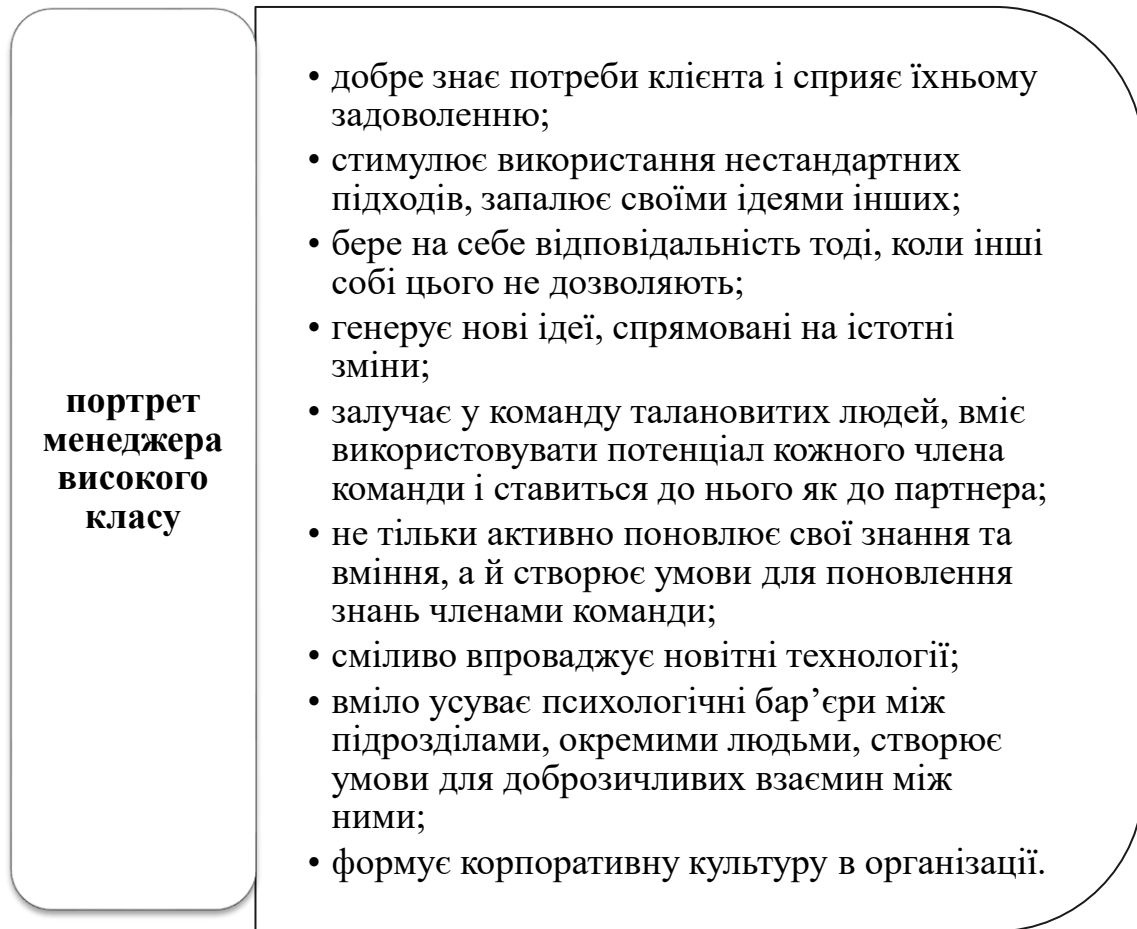 портрет
менеджера
високого
класу
• добре знає потреби клієнта і сприяє їхньому
задоволенню;
• стимулює використання нестандартних
підходів, запалює своїми ідеями інших;
• бере на себе відповідальність тоді, коли інші
собі цього не дозволяють;
• генерує нові ідеї, спрямовані на істотні
зміни;
• залучає у команду талановитих людей, вміє
використовувати потенціал кожного члена
команди і ставиться до нього як до партнера;
• не тільки активно поновлює свої знання та
вміння, а й створює умови для поновлення
знань членами команди;
• сміливо впроваджує новітні технології;
• вміло усуває психологічні бар’єри між
підрозділами, окремими людьми, створює
умови для доброзичливих взаємин між
ними;
• формує корпоративну культуру в організації.